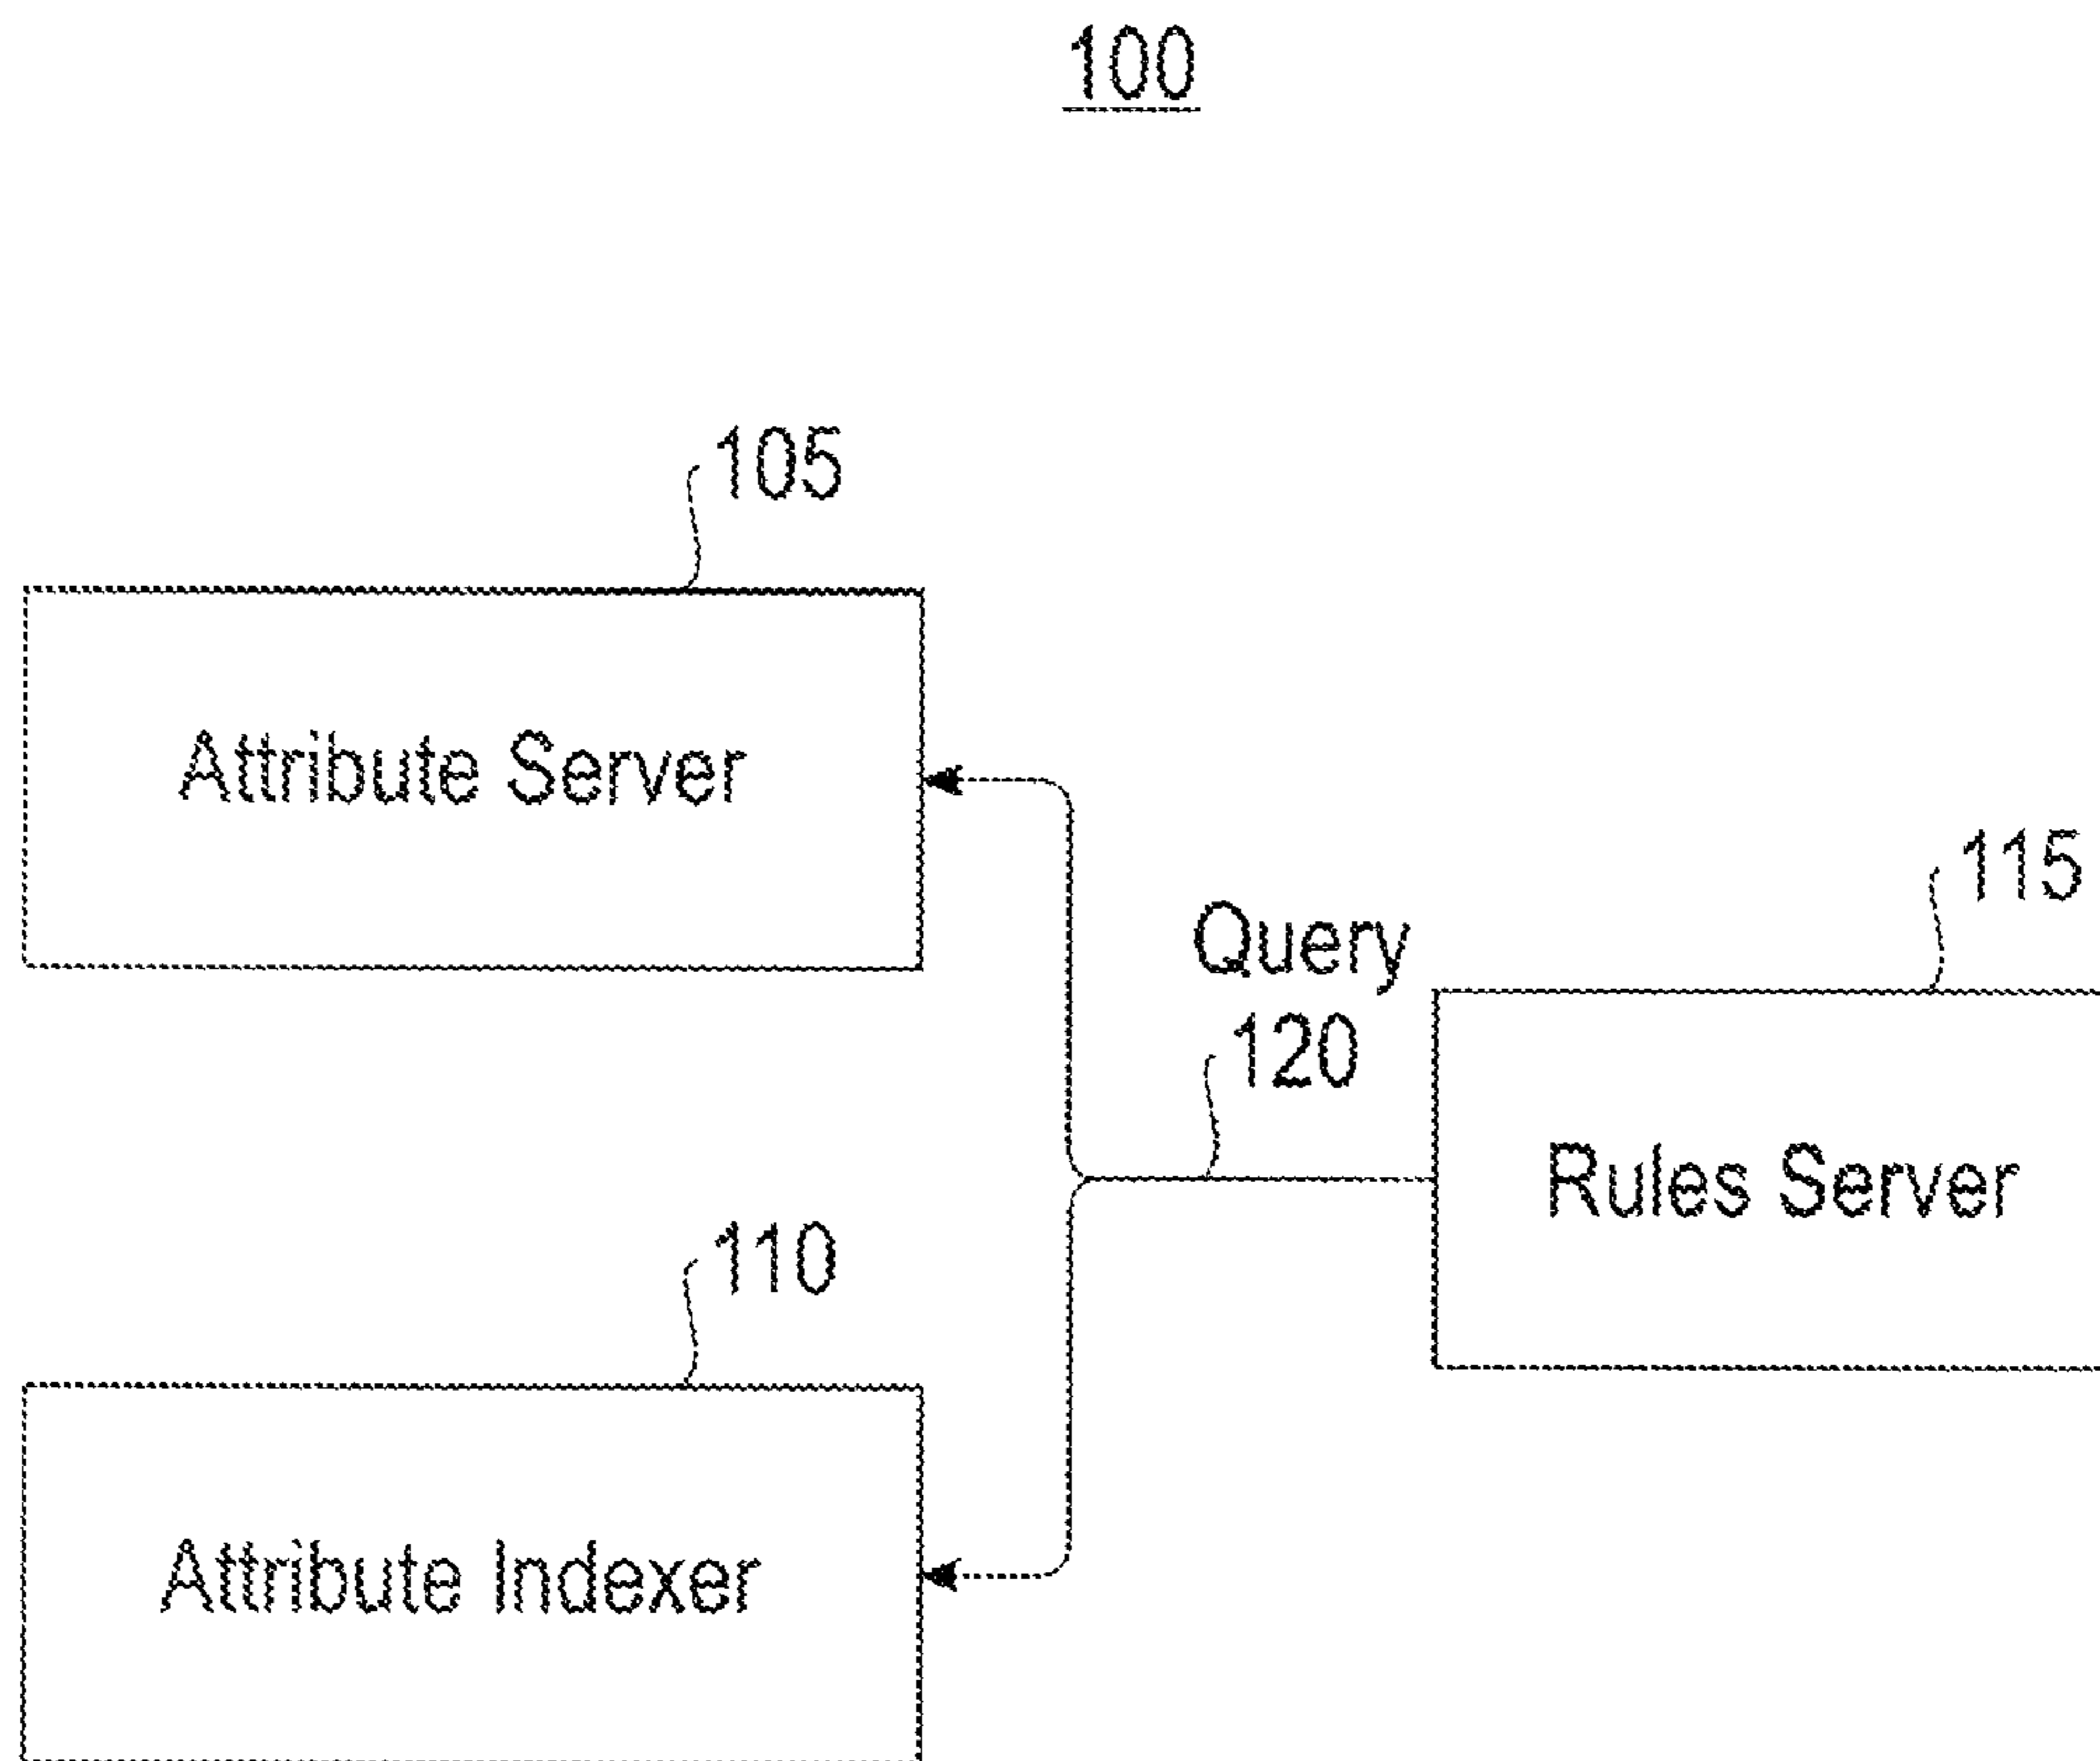 100
105
Attribute Server
115
Query
120
Rules Server
110
Attribute Indexer